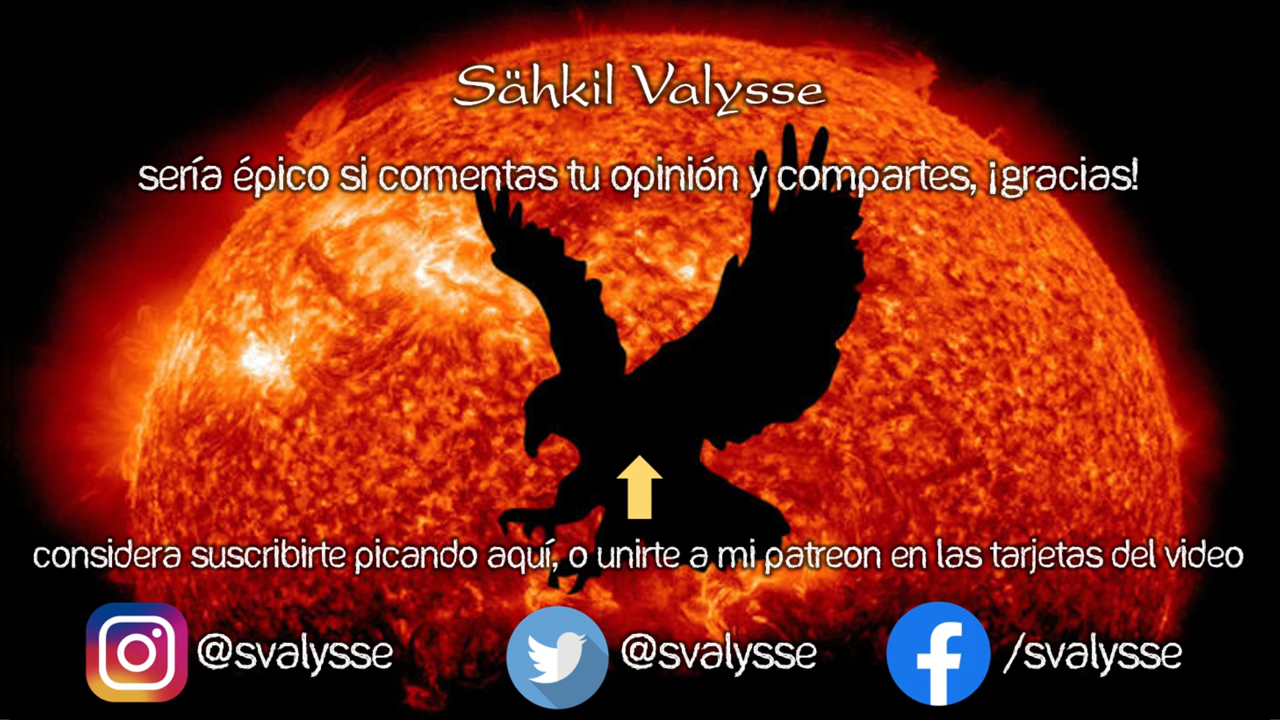 Sähkil Valysse
sería épico si comentas tu opinión y compartes, ¡gracias!
considera suscribirte picando aquí, o unirte a mi patreon en las tarjetas del video
@svalysse @svalysse /svalysse